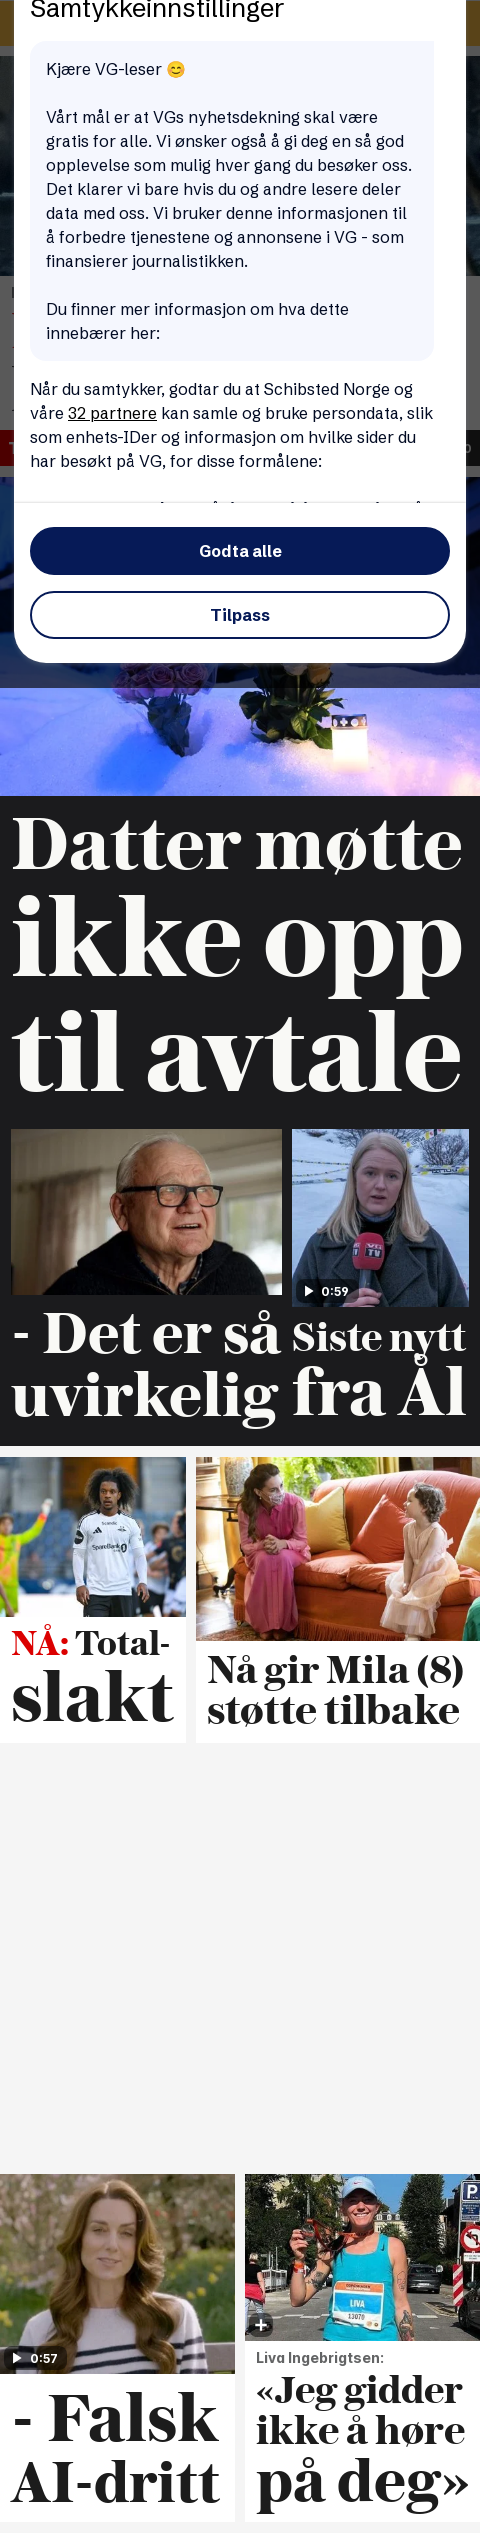 Samtykkeinnstillinger
Kjære VG-leser 😊
Vårt mål er at VGs nyhetsdekning skal være
gratis for alle. Vi ønsker også å gi deg en så god
opplevelse som mulig hver gang du besøker oss.
Det klarer vi bare hvis du og andre lesere deler
data med oss. Vi bruker denne informasjonen til
å forbedre tjenestene og annonsene i VG - som
finansierer journalistikken.
Du finner mer informasjon om hva dette
innebærer her:
Når du samtykker, godtar du at Schibsted Norge og
våre 32 partnere kan samle og bruke persondata, slik
som enhets-IDer og informasjon om hvilke sider du
har besøkt på VG, for disse formålene:
Godta alle
Tilpass
Datter møtte
ikke opp
til avtale
VG
TV
0:59
- Det er så
uvirkelig
Siste nytt
fra Ål
SpareBank
NÅ: Total-
slakt
Nå gir Mila (8)
støtte tilbake
0:57
- Falsk
AI-dritt
P
LIVA
13070
Liva Ingebrigtsen:
«Jeg gidder
ikke å høre
på deg»